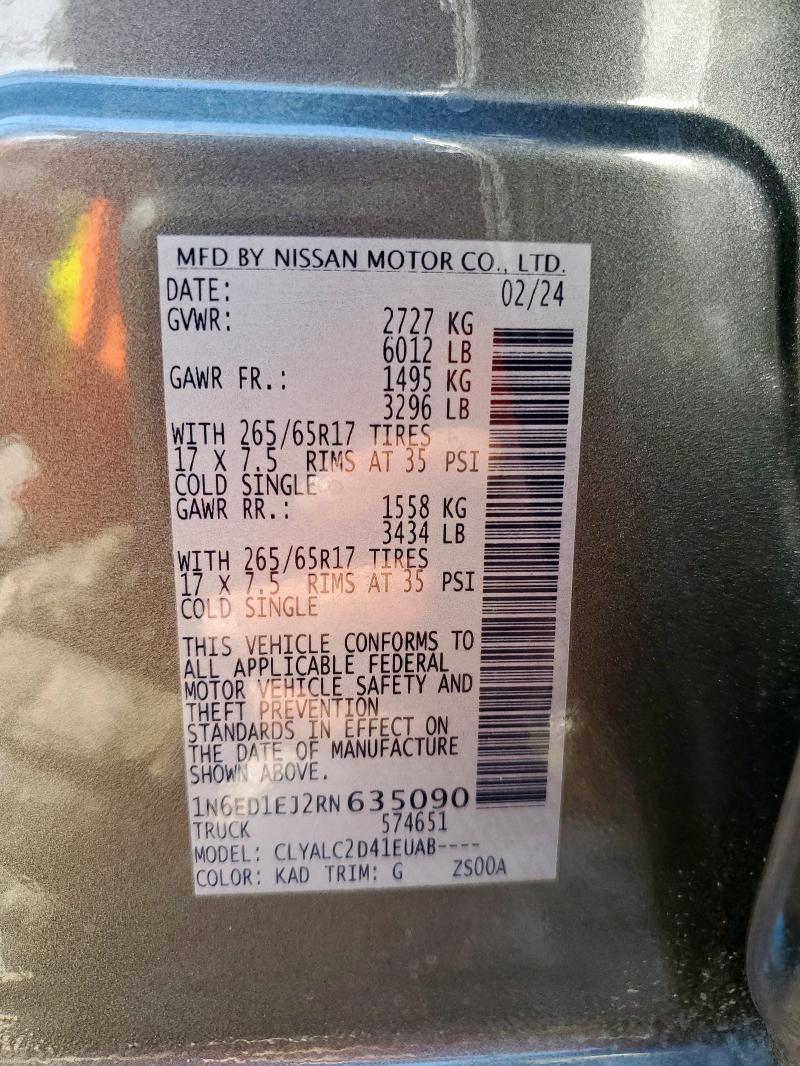 MFD BY NISSAN MOTOR CO., LTD.
DATE: 02/24
GVWR: 2727 KG
6012 LB
GAWR FR.: 1495 KG
3296 LB
WITH 265/65R17 TIRES
17 X 7.5 RIMS AT 35 PSI
COLD SINGLE
GAWR RR.: 1558 KG
3434 LB
WITH 265/65R17 TIRES
17 X 7.5 RIMS AT 35 PSI
COLD SINGLE
THIS VEHICLE CONFORMS TO
ALL APPLICABLE FEDERAL
MOTOR VEHICLE SAFETY AND
THEFT PREVENTION
STANDARDS IN EFFECT ON
THE DATE OF MANUFACTURE
SHOWN ABOVE.
1N6ED1EJ2RN635090
TRUCK 574651
MODEL: CLYALC2D41EUAB----
COLOR: KAD TRIM: G ZS00A